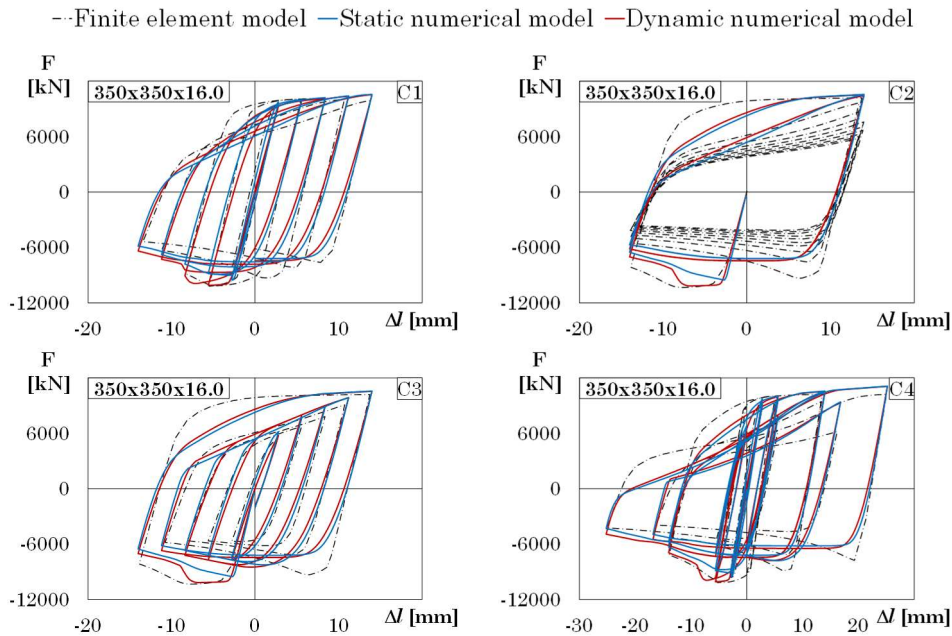 Finite element model Static numerical model Dynamic numerical model
F
[kN]
350x350x16.0 C1
6000
0
-6000
-12000
-20 -10 0 10 Δl [mm]
F
[kN]
350x350x16.0 C2
6000
0
-6000
-12000
-20 -10 0 10 Δl [mm]
F
[kN]
350x350x16.0 C3
6000
0
-6000
-12000
-20 -10 0 10 Δl [mm]
F
[kN]
350x350x16.0 C4
6000
0
-6000
-12000
-30 -20 -10 0 10 20 Δl [mm]